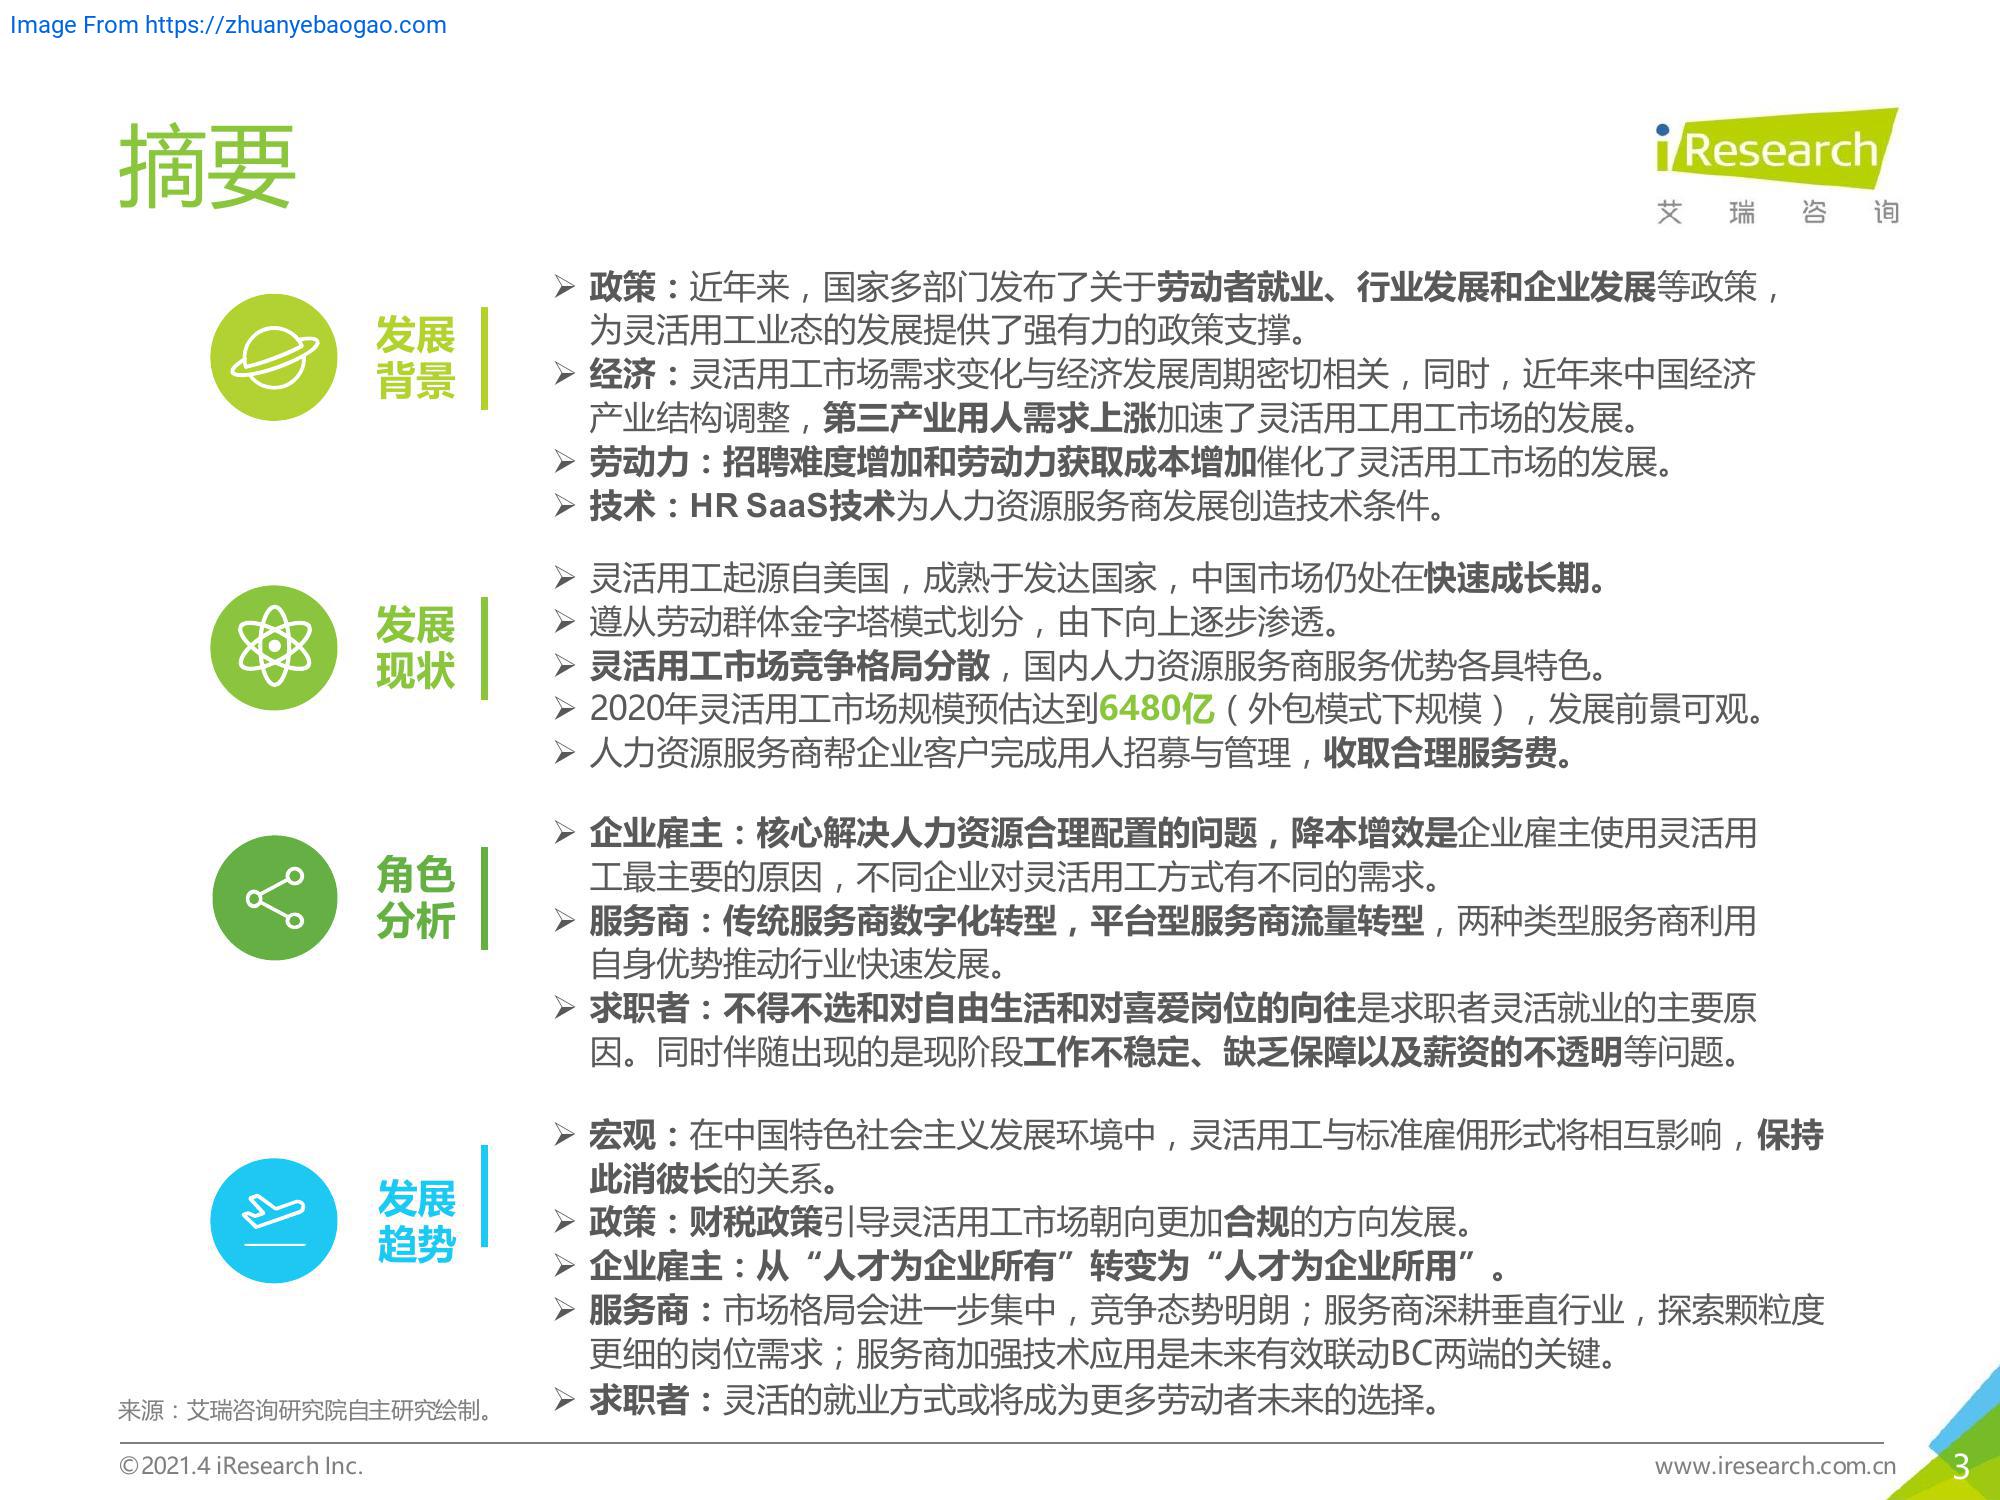 Image From https://zhuanyebaogao.com
摘要
iResearch
艾瑞咨询
发展
背景
➢ 政策：近年来，国家多部门发布了关于劳动者就业、行业发展和企业发展等政策，
为灵活用工业态的发展提供了强有力的政策支撑。
➢ 经济：灵活用工市场需求变化与经济发展周期密切相关，同时，近年来中国经济
产业结构调整，第三产业用人需求上涨加速了灵活用工用工市场的发展。
➢ 劳动力：招聘难度增加和劳动力获取成本增加催化了灵活用工市场的发展。
➢ 技术：HR SaaS技术为人力资源服务商发展创造技术条件。
发展
现状
➢ 灵活用工起源自美国，成熟于发达国家，中国市场仍处在快速成长期。
➢ 遵从劳动群体金字塔模式划分，由下向上逐步渗透。
➢ 灵活用工市场竞争格局分散，国内人力资源服务商服务优势各具特色。
➢ 2020年灵活用工市场规模预估达到6480亿（外包模式下规模），发展前景可观。
➢ 人力资源服务商帮企业客户完成用人招募与管理，收取合理服务费。
角色
分析
➢ 企业雇主：核心解决人力资源合理配置的问题，降本增效是企业雇主使用灵活用
工最主要的原因，不同企业对灵活用工方式有不同的需求。
➢ 服务商：传统服务商数字化转型，平台型服务商流量转型，两种类型服务商利用
自身优势推动行业快速发展。
➢ 求职者：不得不选和对自由生活和对喜爱岗位的向往是求职者灵活就业的主要原
因。同时伴随出现的是现阶段工作不稳定、缺乏保障以及薪资的不透明等问题。
发展
趋势
➢ 宏观：在中国特色社会主义发展环境中，灵活用工与标准雇佣形式将相互影响，保持
此消彼长的关系。
➢ 政策：财税政策引导灵活用工市场朝向更加合规的方向发展。
➢ 企业雇主：从“人才为企业所有”转变为“人才为企业所用”。
➢ 服务商：市场格局会进一步集中，竞争态势明朗；服务商深耕垂直行业，探索颗粒度
更细的岗位需求；服务商加强技术应用是未来有效联动BC两端的关键。
➢ 求职者：灵活的就业方式或将成为更多劳动者未来的选择。
来源：艾瑞咨询研究院自主研究绘制。
©2021.4 iResearch Inc.
www.iresearch.com.cn
3